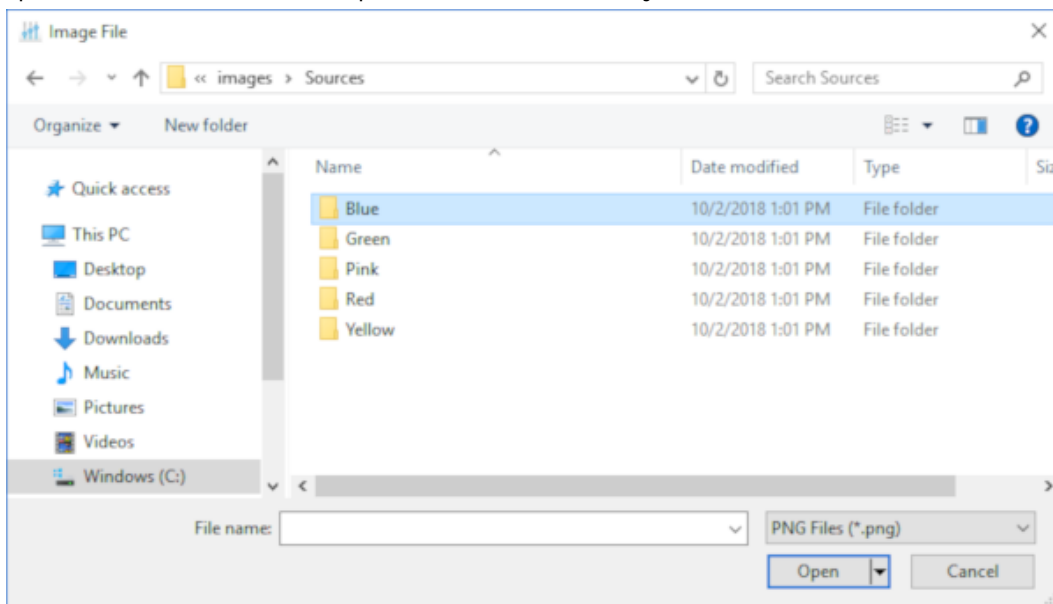 Image File
« images > Sources
Search Sources
Organize
New folder
Name
Date modified
Type
Quick access
Blue
10/2/2018 1:01 PM
File folder
This PC
Green
10/2/2018 1:01 PM
File folder
Desktop
Pink
10/2/2018 1:01 PM
File folder
Documents
Red
10/2/2018 1:01 PM
File folder
Downloads
Yellow
10/2/2018 1:01 PM
File folder
Music
Pictures
Videos
Windows (C:)
File name:
PNG Files (*.png)
Open
Cancel